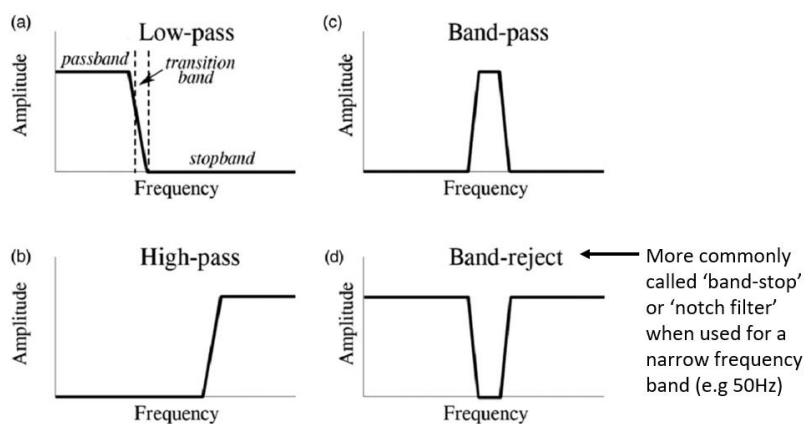 (a)
Low-pass
Amplitude
passband
transition
band
stopband
Frequency
(c)
Band-pass
Amplitude
Frequency
(b)
High-pass
Amplitude
Frequency
(d)
Band-reject
Amplitude
Frequency
More commonly
called ‘band-stop’
or ‘notch filter’
when used for a
narrow frequency
band (e.g 50Hz)